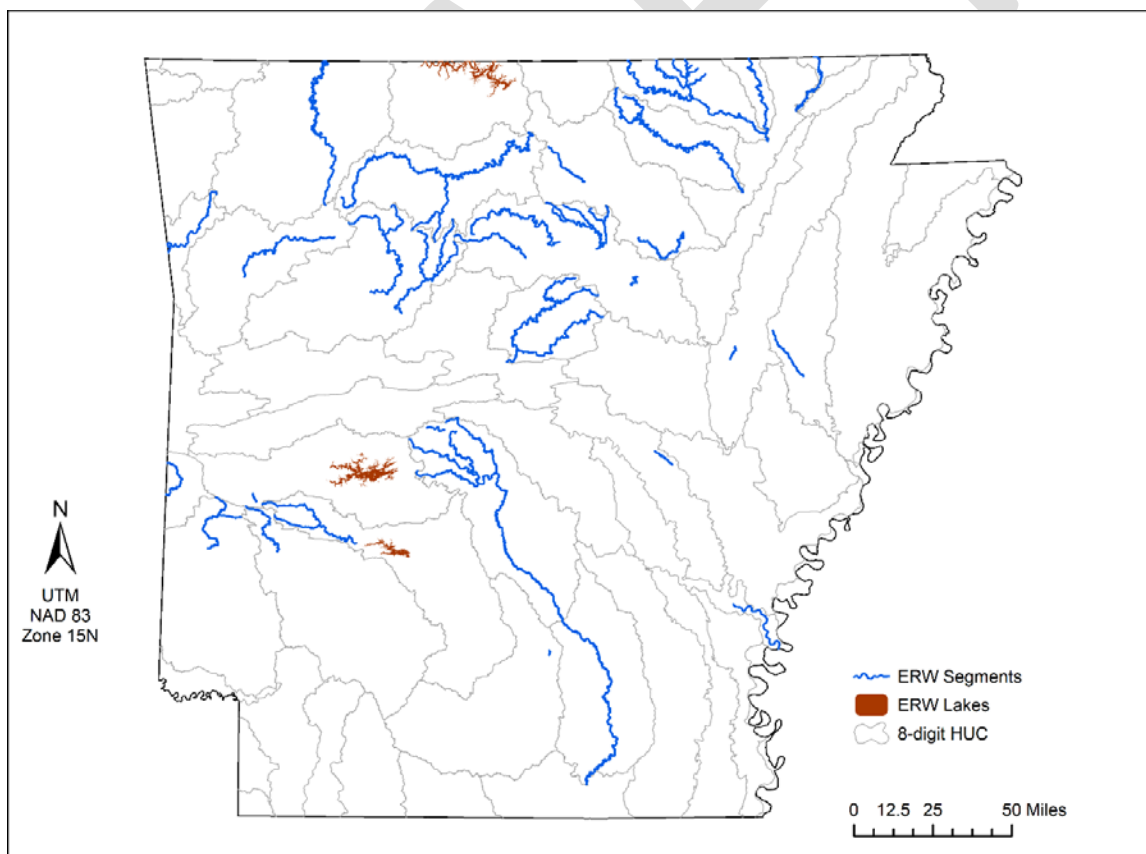 N
UTM
NAD 83
Zone 15N
ERW Segments
ERW Lakes
8-digit HUC
0 12.5 25 50 Miles